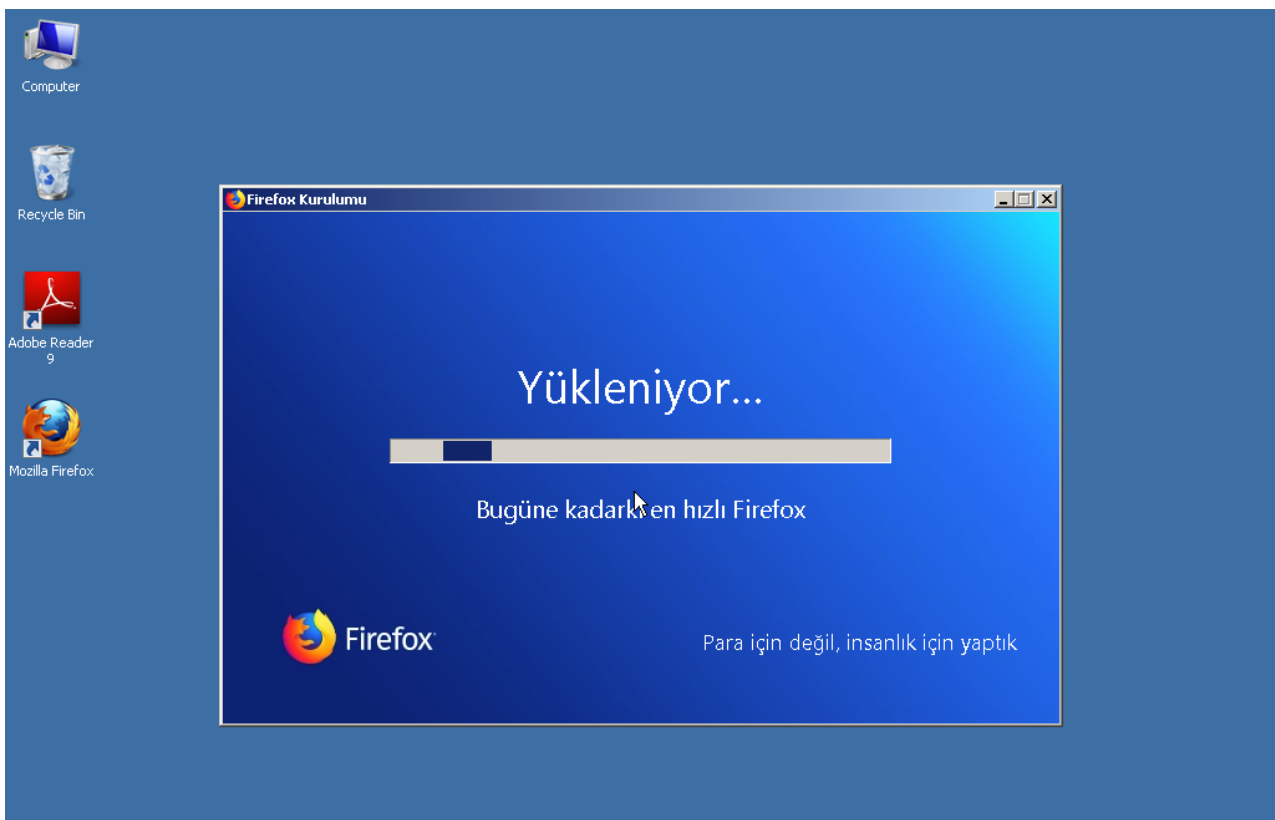 Computer
Recycle Bin
Adobe Reader
9
Mozilla Firefox
Firefox Kurulumu
Yükleniyor...
Bugüne kadarki en hızlı Firefox
Firefox
Para için değil, insanlık için yaptık